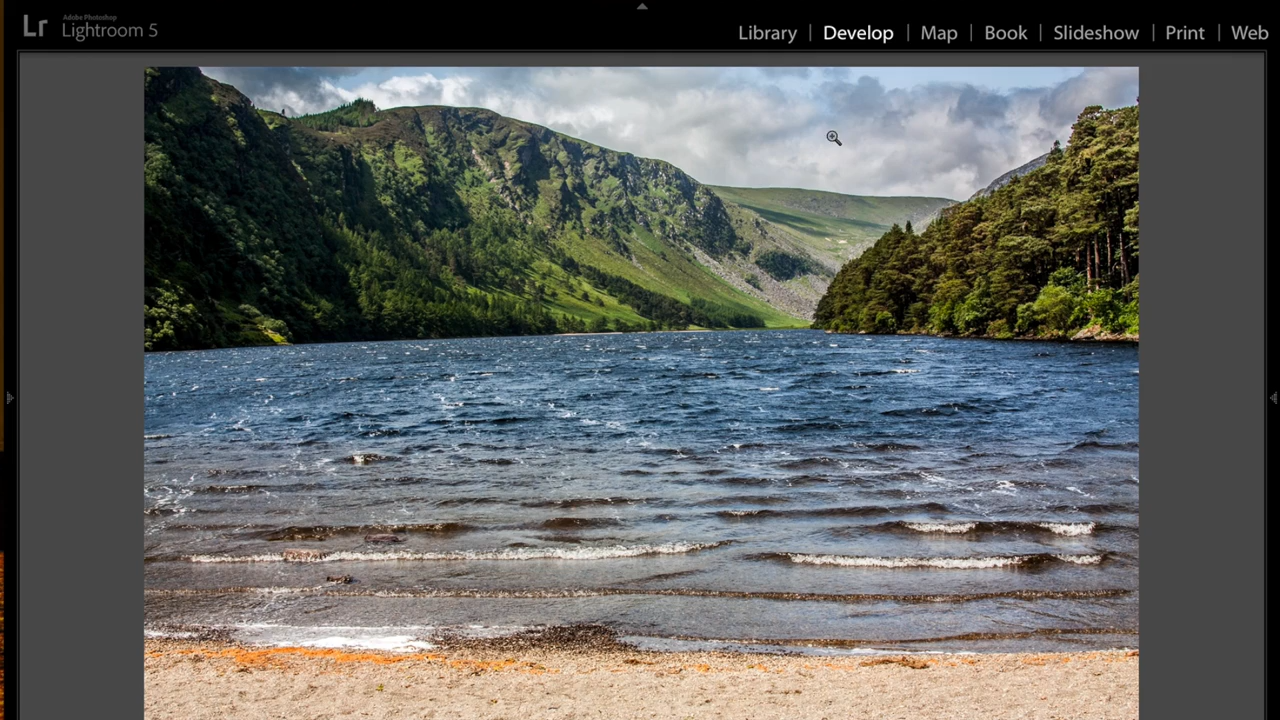 Lr
Adobe Photoshop
Lightroom 5
Library | Develop | Map | Book | Slideshow | Print | Web